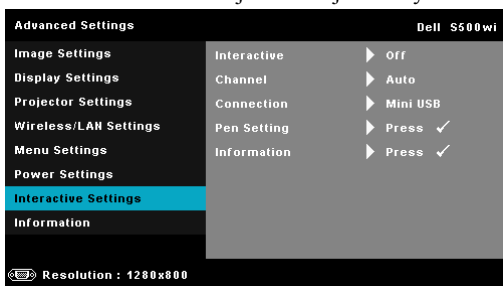 Advanced Settings Dell S500wi
Image Settings Interactive Off
Display Settings Channel Auto
Projector Settings Connection Mini USB
Wireless/LAN Settings Pen Setting Press ✓
Menu Settings Information Press ✓
Power Settings
Interactive Settings
Information
Resolution : 1280x800